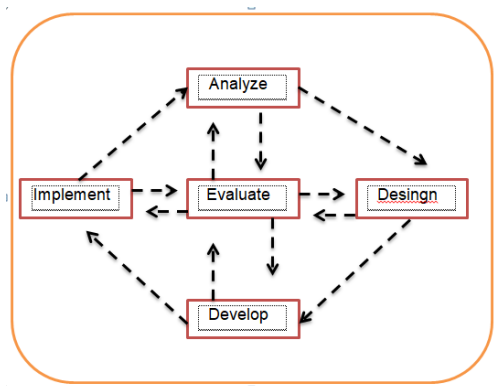 Analyze
Implement
Evaluate
Desingn
Develop